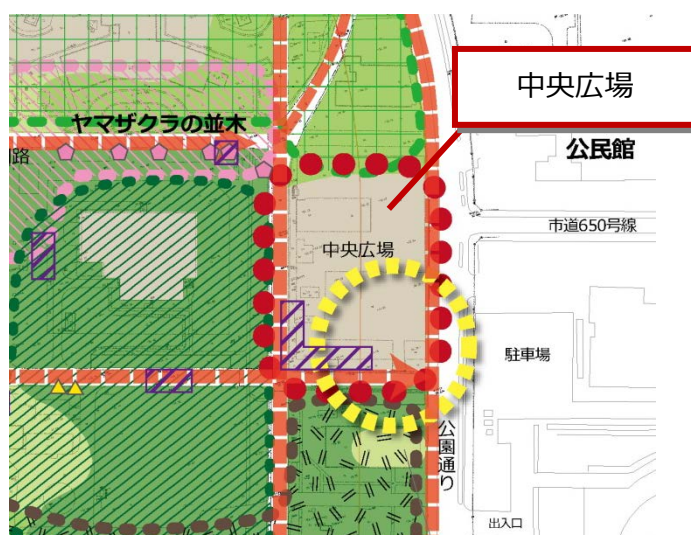 中央広場
ヤマザクラの並木
公民館
路
市道650号線
中央広場
駐車場
公園通り
出入口